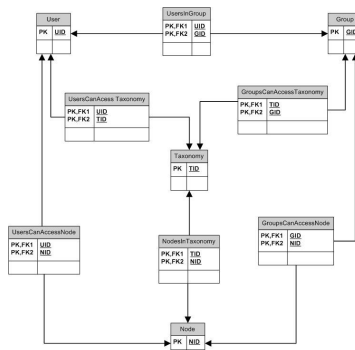 UsersInGroup
PK,FK1 UID
PK,FK2 GID
User
PK UID
Group
PK GID
UsersCanAcess Taxonomy
PK,FK1 UID
PK,FK2 TID
GroupsCanAccessTaxonomy
PK,FK1 TID
PK,FK2 GID
Taxonomy
PK TID
UsersCanAccessNode
PK,FK1 UID
PK,FK2 NID
NodesInTaxonomy
PK,FK1 TID
PK,FK2 NID
GroupsCanAccessNode
PK,FK1 GID
PK,FK2 NID
Node
PK NID